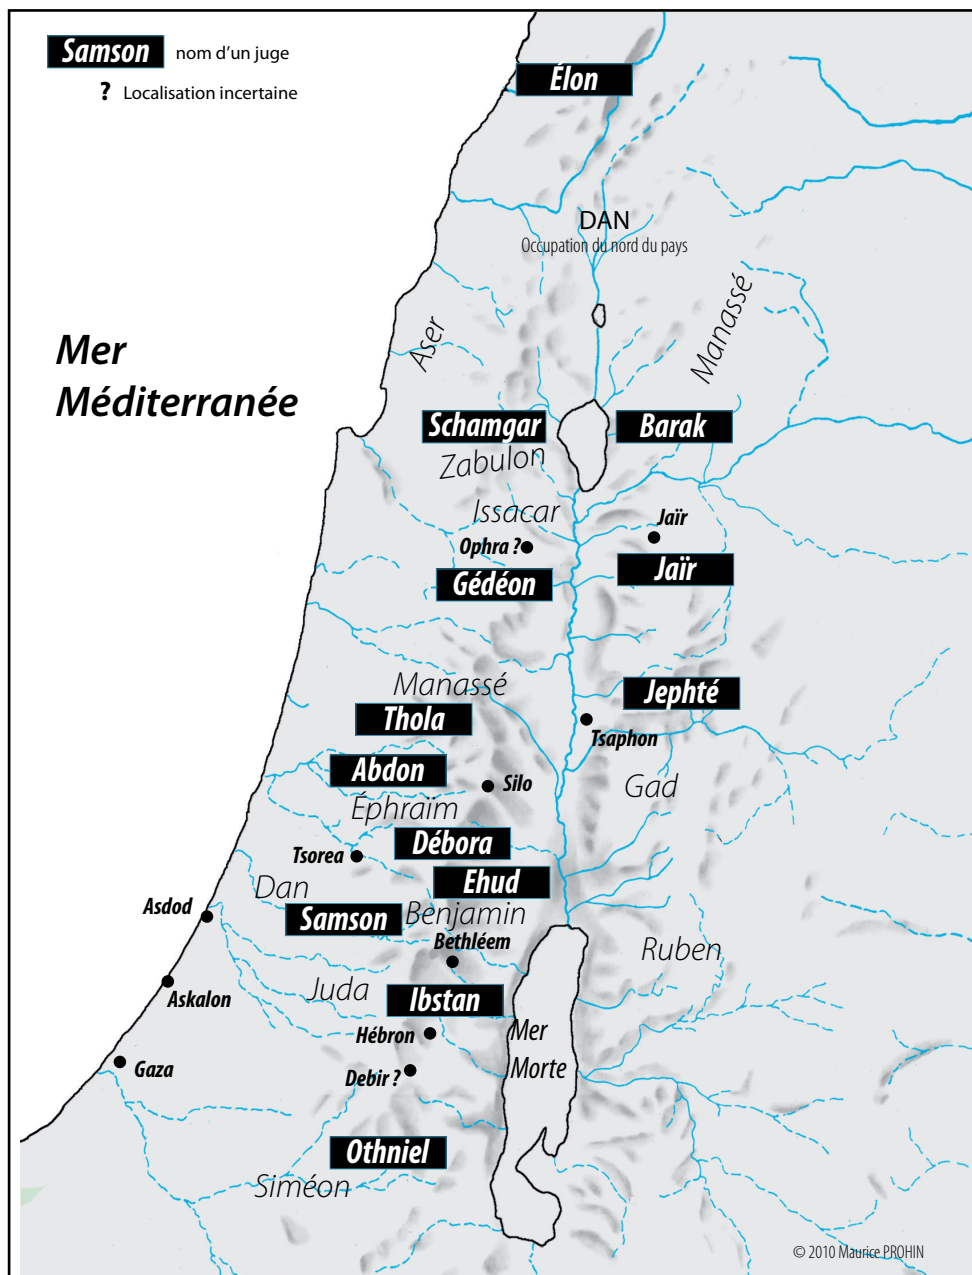 Samson nom d'un juge
? Localisation incertaine
Élon
DAN
Occupation du nord du pays
Manassé
Aser
Mer
Méditerranée
Schamgar
Barak
Zabulon
Issacar
Jaïr
Ophra ?
Jaïr
Gédéon
Manassé
Jephté
Thola
Tsaphon
Abdon
Silo
Gad
Éphraïm
Débora
Tsorea
Ehud
Dan
Asdod
Samson
Benjamin
Bethléem
Ruben
Askalon
Juda
Ibstan
Hébron
Mer
Morte
Gaza
Debir ?
Othniel
Siméon
© 2010 Maurice PROHIN